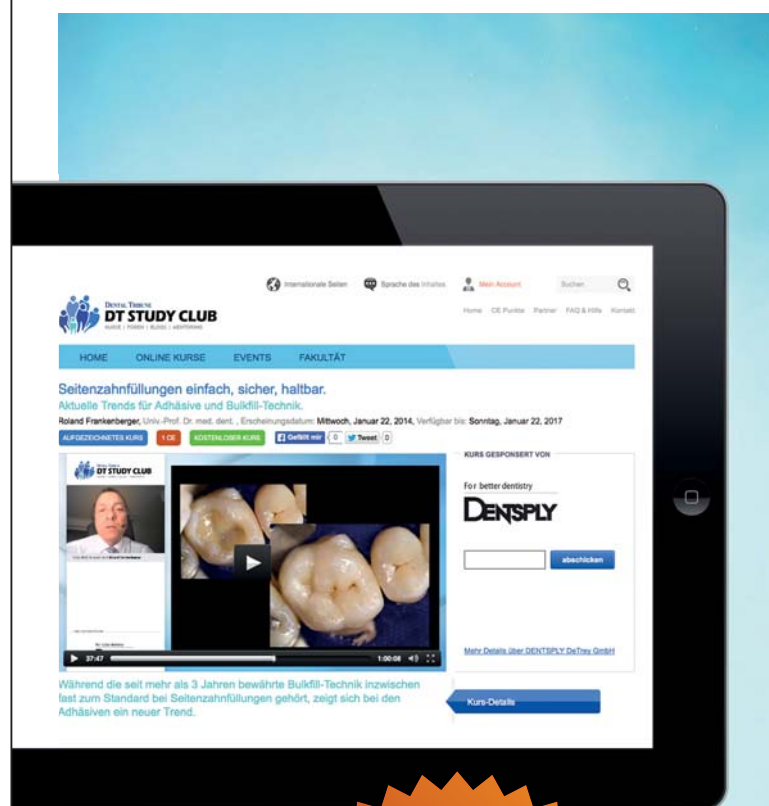 Internationale Seiten
Sprache des Inhaltes
Mein Account
Suchen
DENTAL TRIBUNE
DT STUDY CLUB
KURSE | FOREN | BLOGS | MENTORING
Home CE Punkte Partner FAQ & Hilfe Kontakt
HOME ONLINE KURSE EVENTS FAKULTÄT
Seitenzahnfüllungen einfach, sicher, haltbar.
Aktuelle Trends für Adhäsive und Bulkfill-Technik.
Roland Frankenberger, Univ.-Prof. Dr. med. dent. , Erscheinungsdatum: Mittwoch, Januar 22, 2014, Verfügbar bis: Sonntag, Januar 22, 2017
AUFGEZEICHNETES KURS 1 CE KOSTENLOSER KURS Gefällt mir 0 Tweet 0
DENTAL TRIBUNE
DT STUDY CLUB
KURS GESPONSERT VON
For better dentistry
DENTSPLY
abschicken
37:47 1:00:08
Mehr Details über DENTSPLY DeTrey GmbH
Während die seit mehr als 3 Jahren bewährte Bulkfill-Technik inzwischen
fast zum Standard bei Seitenzahnfüllungen gehört, zeigt sich bei den
Adhäsiven ein neuer Trend.
Kurs-Details